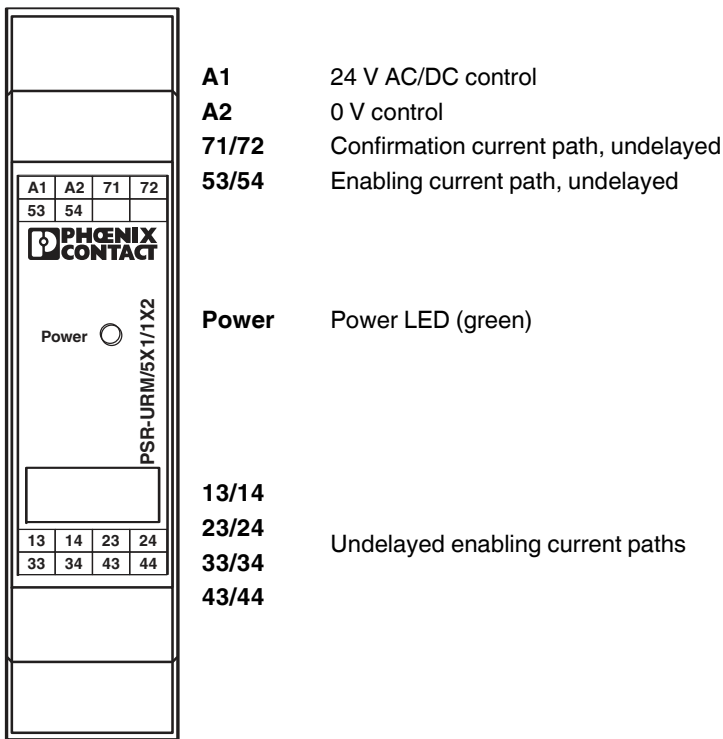 A1 24 V AC/DC control
A2 0 V control
71/72 Confirmation current path, undelayed
53/54 Enabling current path, undelayed
A1 A2 71 72
53 54
PHŒNIX
CONTACT
Power
PSR-URM/5X1/1X2
Power Power LED (green)
13/14
23/24
33/34
43/44
Undelayed enabling current paths
13 14 23 24
33 34 43 44